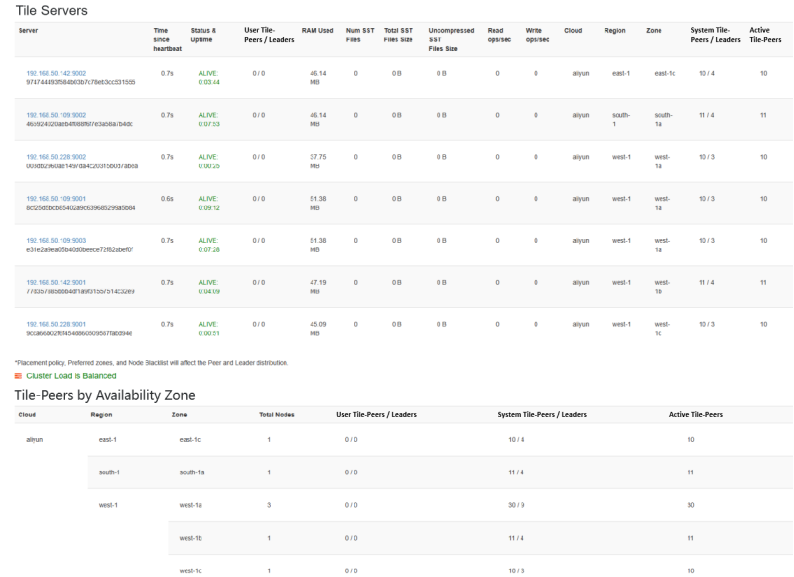 Tile Servers
Server Time since heartbeat Status & Uptime User Tile-Peers / Leaders RAM Used Num SST Files Total SST Files Size Uncompressed SST Files Size Read ops/sec Write ops/sec Cloud Region Zone System Tile-Peers / Leaders Active Tile-Peers
192.168.50.142:9002 0.7s ALIVE: 0:03:44 0 / 0 46.14 MB 0 0 B 0 B 0 0 aliyun east-1 east-1c 10 / 4 10
192.168.50.109:9002 0.7s ALIVE: 0:07:53 0 / 0 46.14 MB 0 0 B 0 B 0 0 aliyun south-1 south-1a 11 / 4 11
192.168.50.228:9002 0.7s ALIVE: 0:00:25 0 / 0 37.75 MB 0 0 B 0 B 0 0 aliyun west-1 west-1a 10 / 3 10
192.168.50.109:9001 0.6s ALIVE: 0:09:12 0 / 0 51.38 MB 0 0 B 0 B 0 0 aliyun west-1 west-1a 10 / 3 10
192.168.50.109:9003 0.7s ALIVE: 0:07:28 0 / 0 51.38 MB 0 0 B 0 B 0 0 aliyun west-1 west-1a 10 / 3 10
192.168.50.142:9001 0.7s ALIVE: 0:04:09 0 / 0 47.19 MB 0 0 B 0 B 0 0 aliyun west-1 west-1b 11 / 4 11
192.168.50.228:9001 0.7s ALIVE: 0:00:51 0 / 0 45.09 MB 0 0 B 0 B 0 0 aliyun west-1 west-1c 10 / 3 10
*Placement policy, Preferred zones, and Node Blacklist will affect the Peer and Leader distribution.
Cluster Load is Balanced
Tile-Peers by Availability Zone
Cloud Region Zone Total Nodes User Tile-Peers / Leaders System Tile-Peers / Leaders Active Tile-Peers
aliyun east-1 east-1c 1 0 / 0 10 / 4 10
south-1 south-1a 1 0 / 0 11 / 4 11
west-1 west-1a 3 0 / 0 30 / 9 30
west-1b 1 0 / 0 11 / 4 11
west-1c 1 0 / 0 10 / 3 10